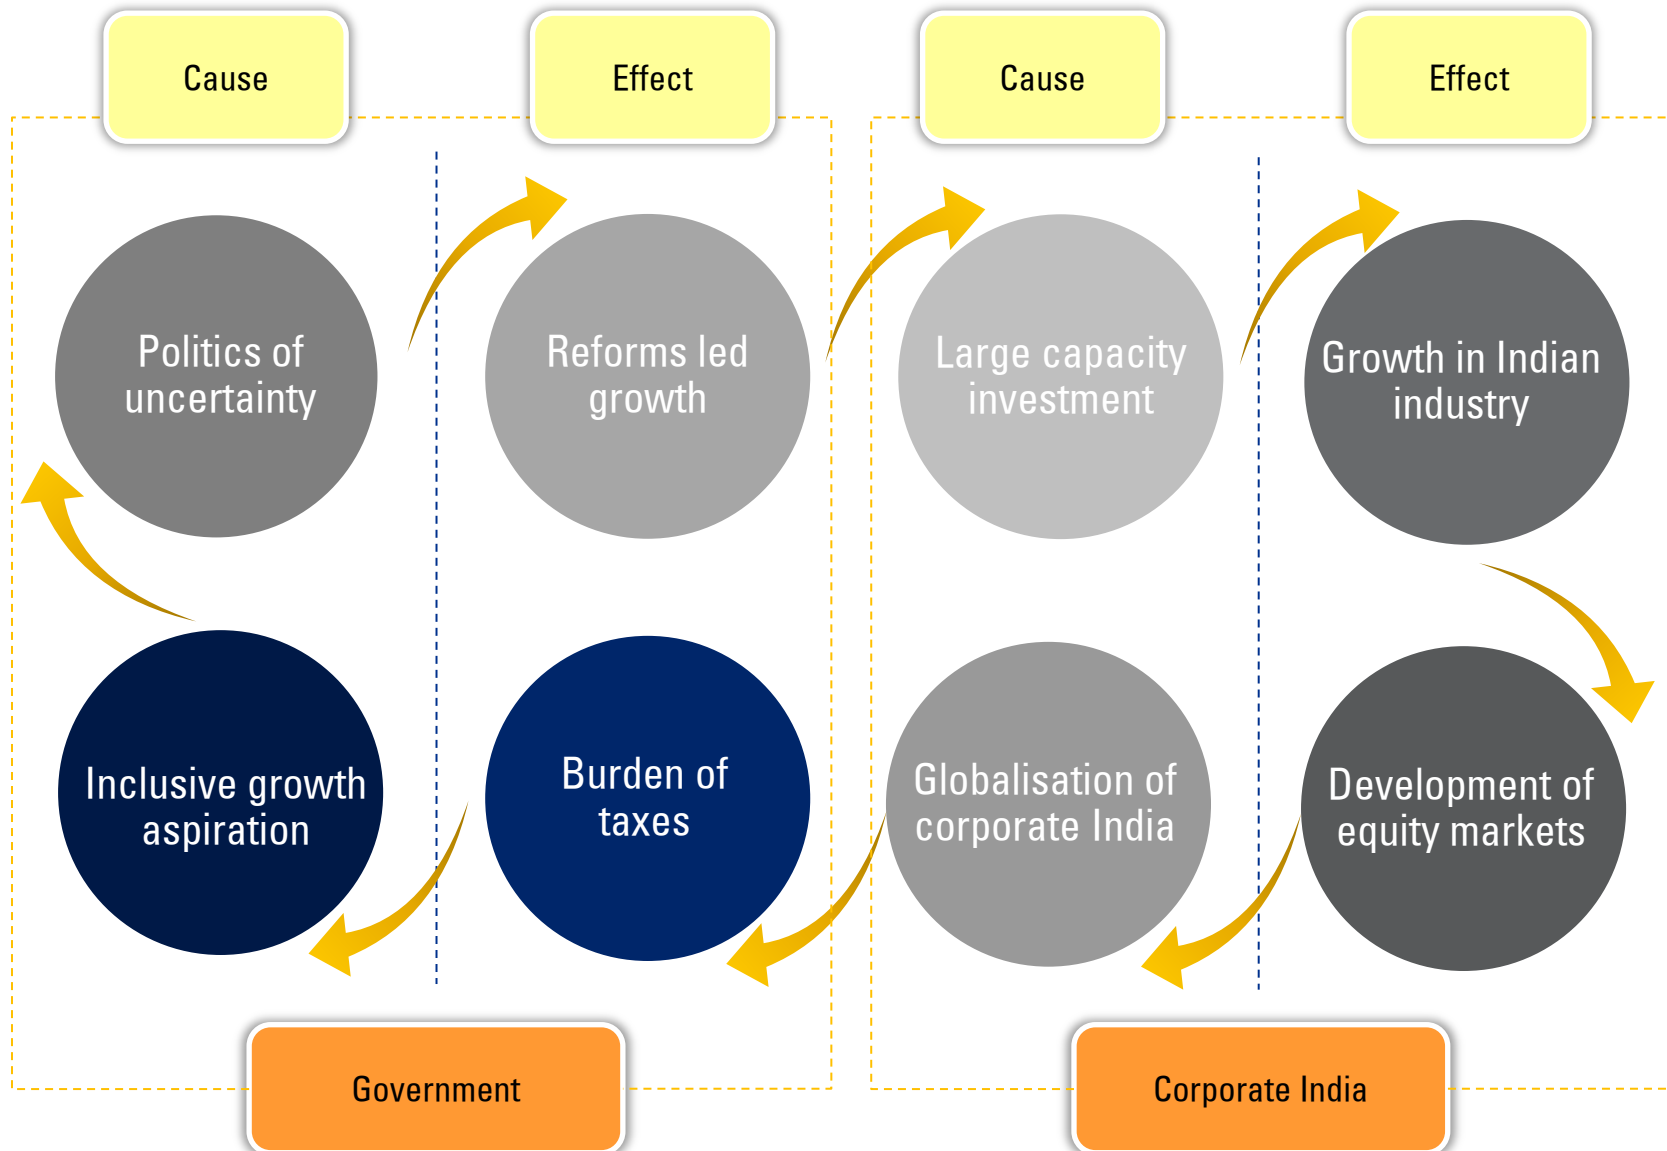 Cause
Effect
Cause
Effect
Politics of
uncertainty
Reforms led
growth
Large capacity
investment
Growth in Indian
industry
Inclusive growth
aspiration
Burden of
taxes
Globalisation of
corporate India
Development of
equity markets
Government
Corporate India